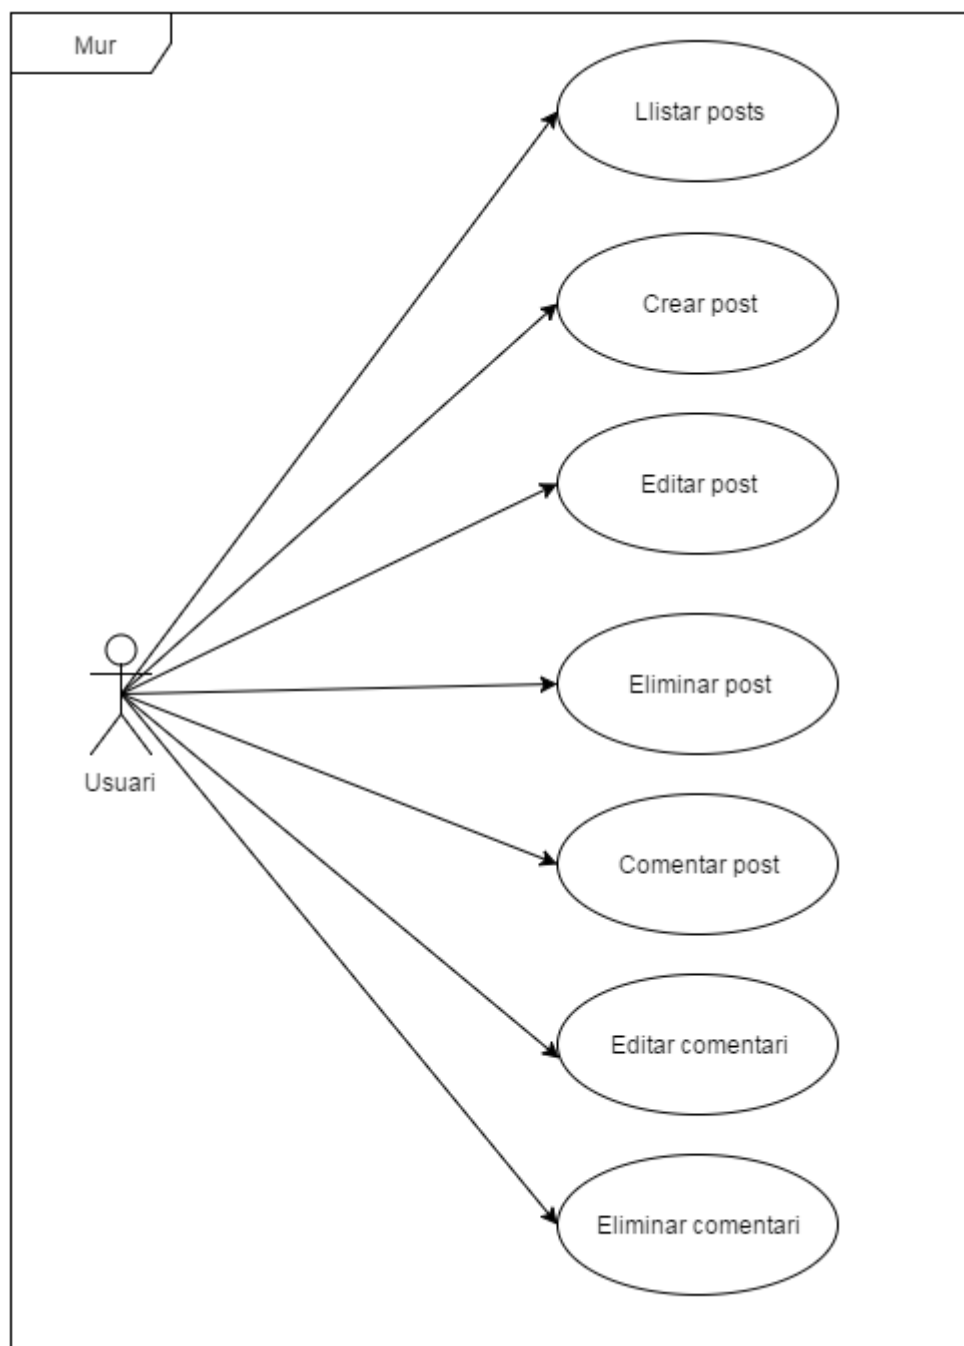 Mur
Llistar posts
Crear post
Editar post
Eliminar post
Usuari
Comentar post
Editar comentari
Eliminar comentari